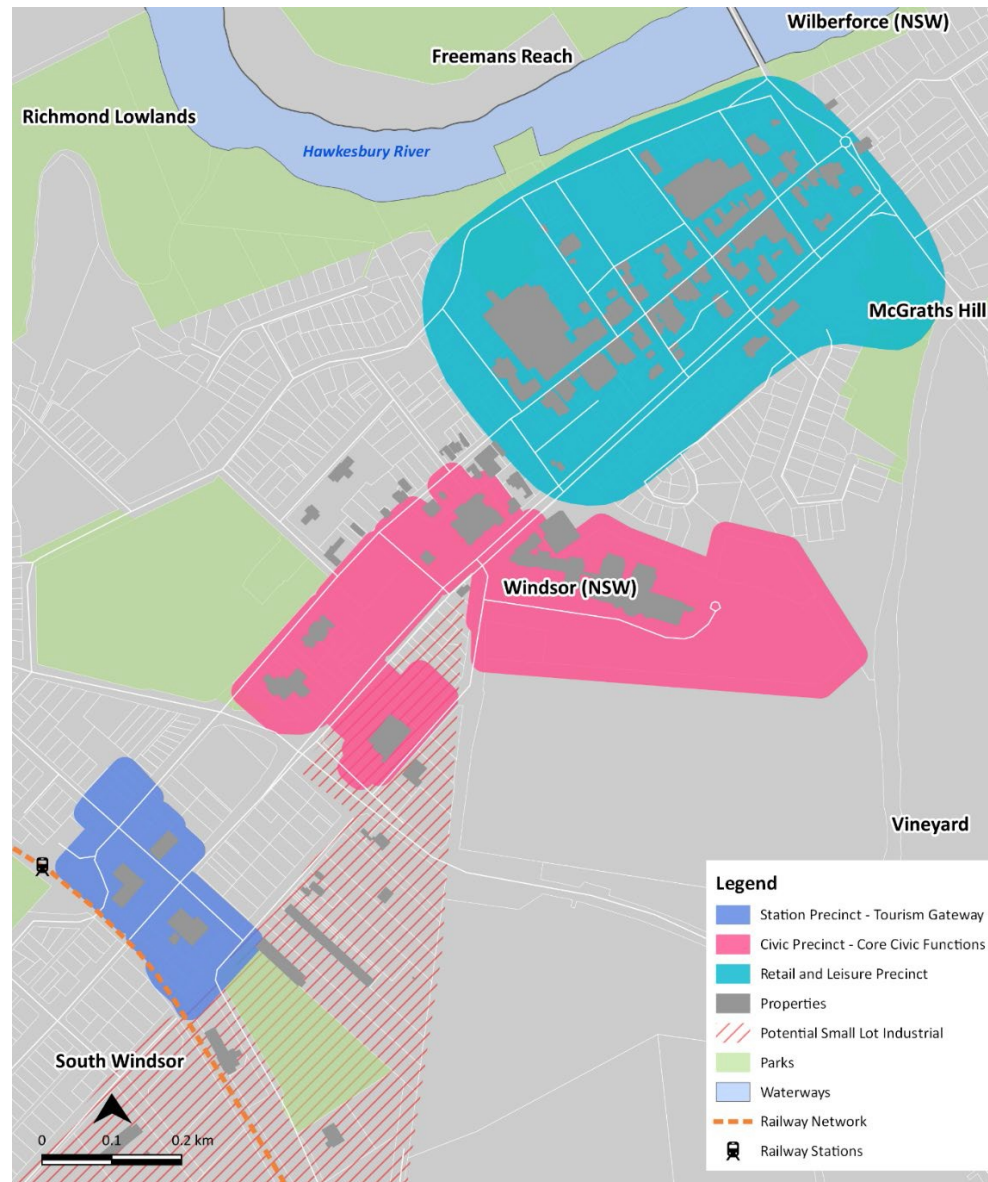 Wilberforce (NSW)
Freemans Reach
Richmond Lowlands
Hawkesbury River
McGraths Hill
Windsor (NSW)
Vineyard
South Windsor
0 0.1 0.2 km
Legend
Station Precinct - Tourism Gateway
Civic Precinct - Core Civic Functions
Retail and Leisure Precinct
Properties
Potential Small Lot Industrial
Parks
Waterways
Railway Network
Railway Stations